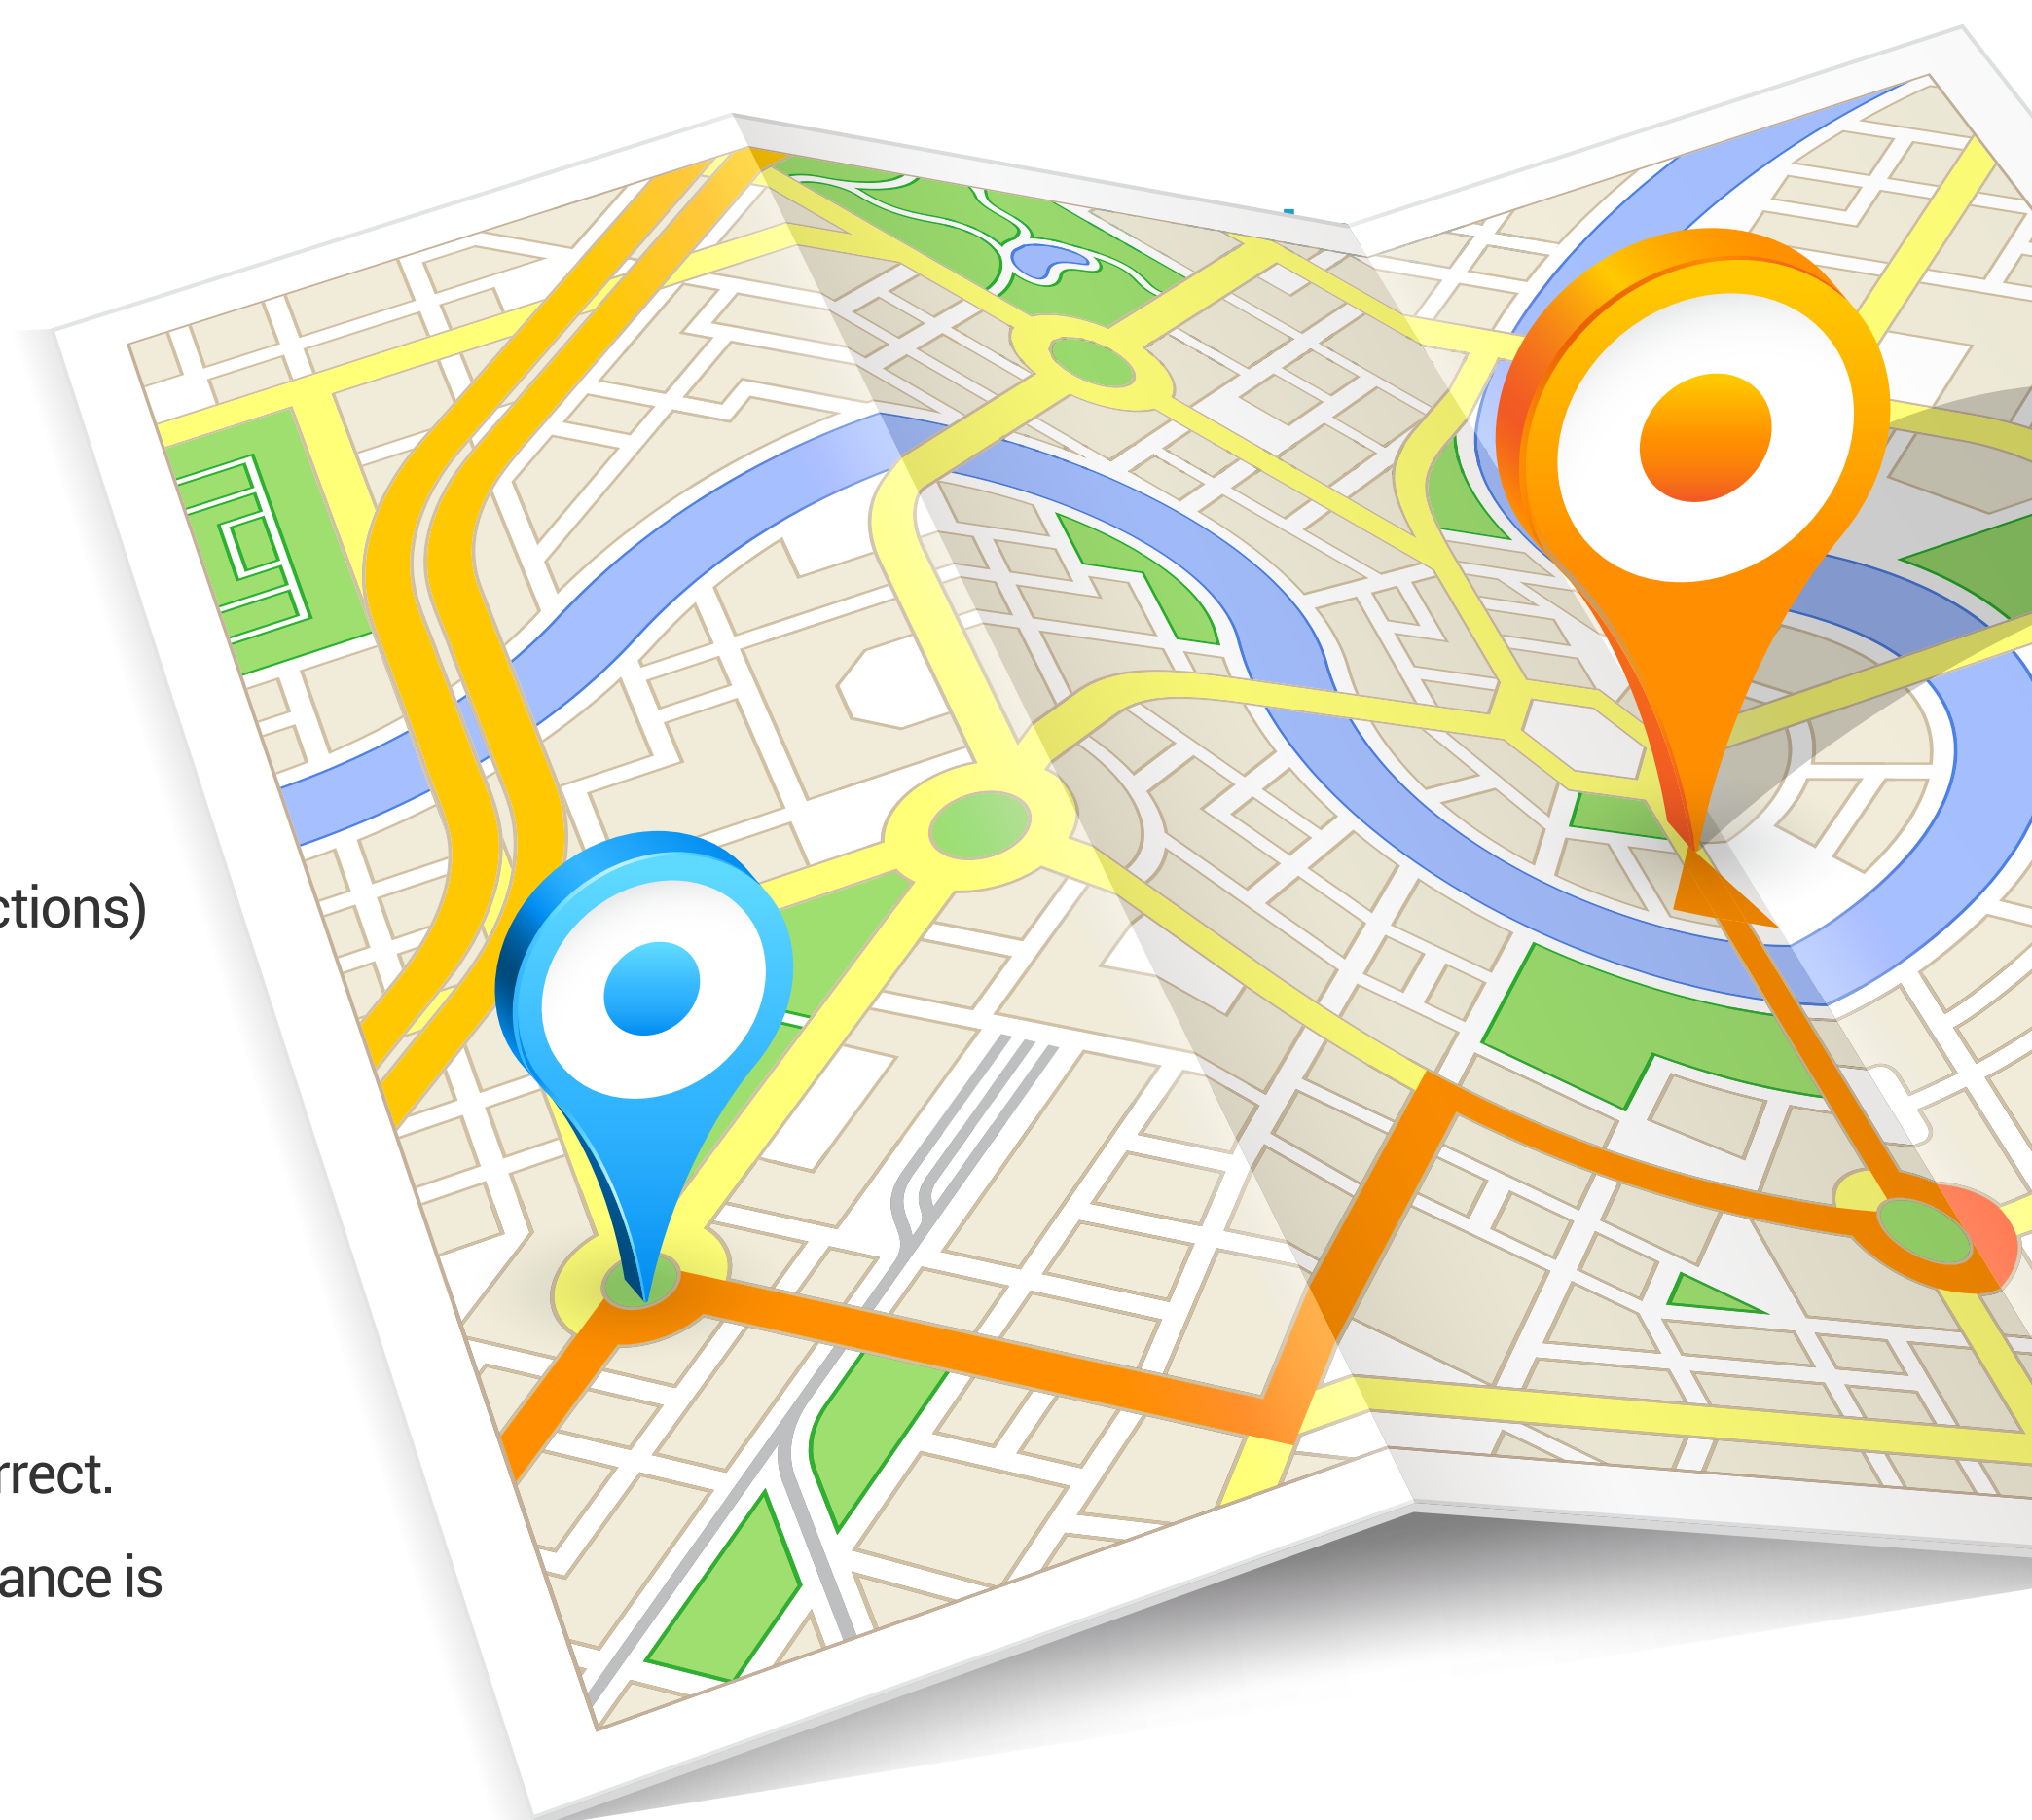 ctions)
rrect.
ance is